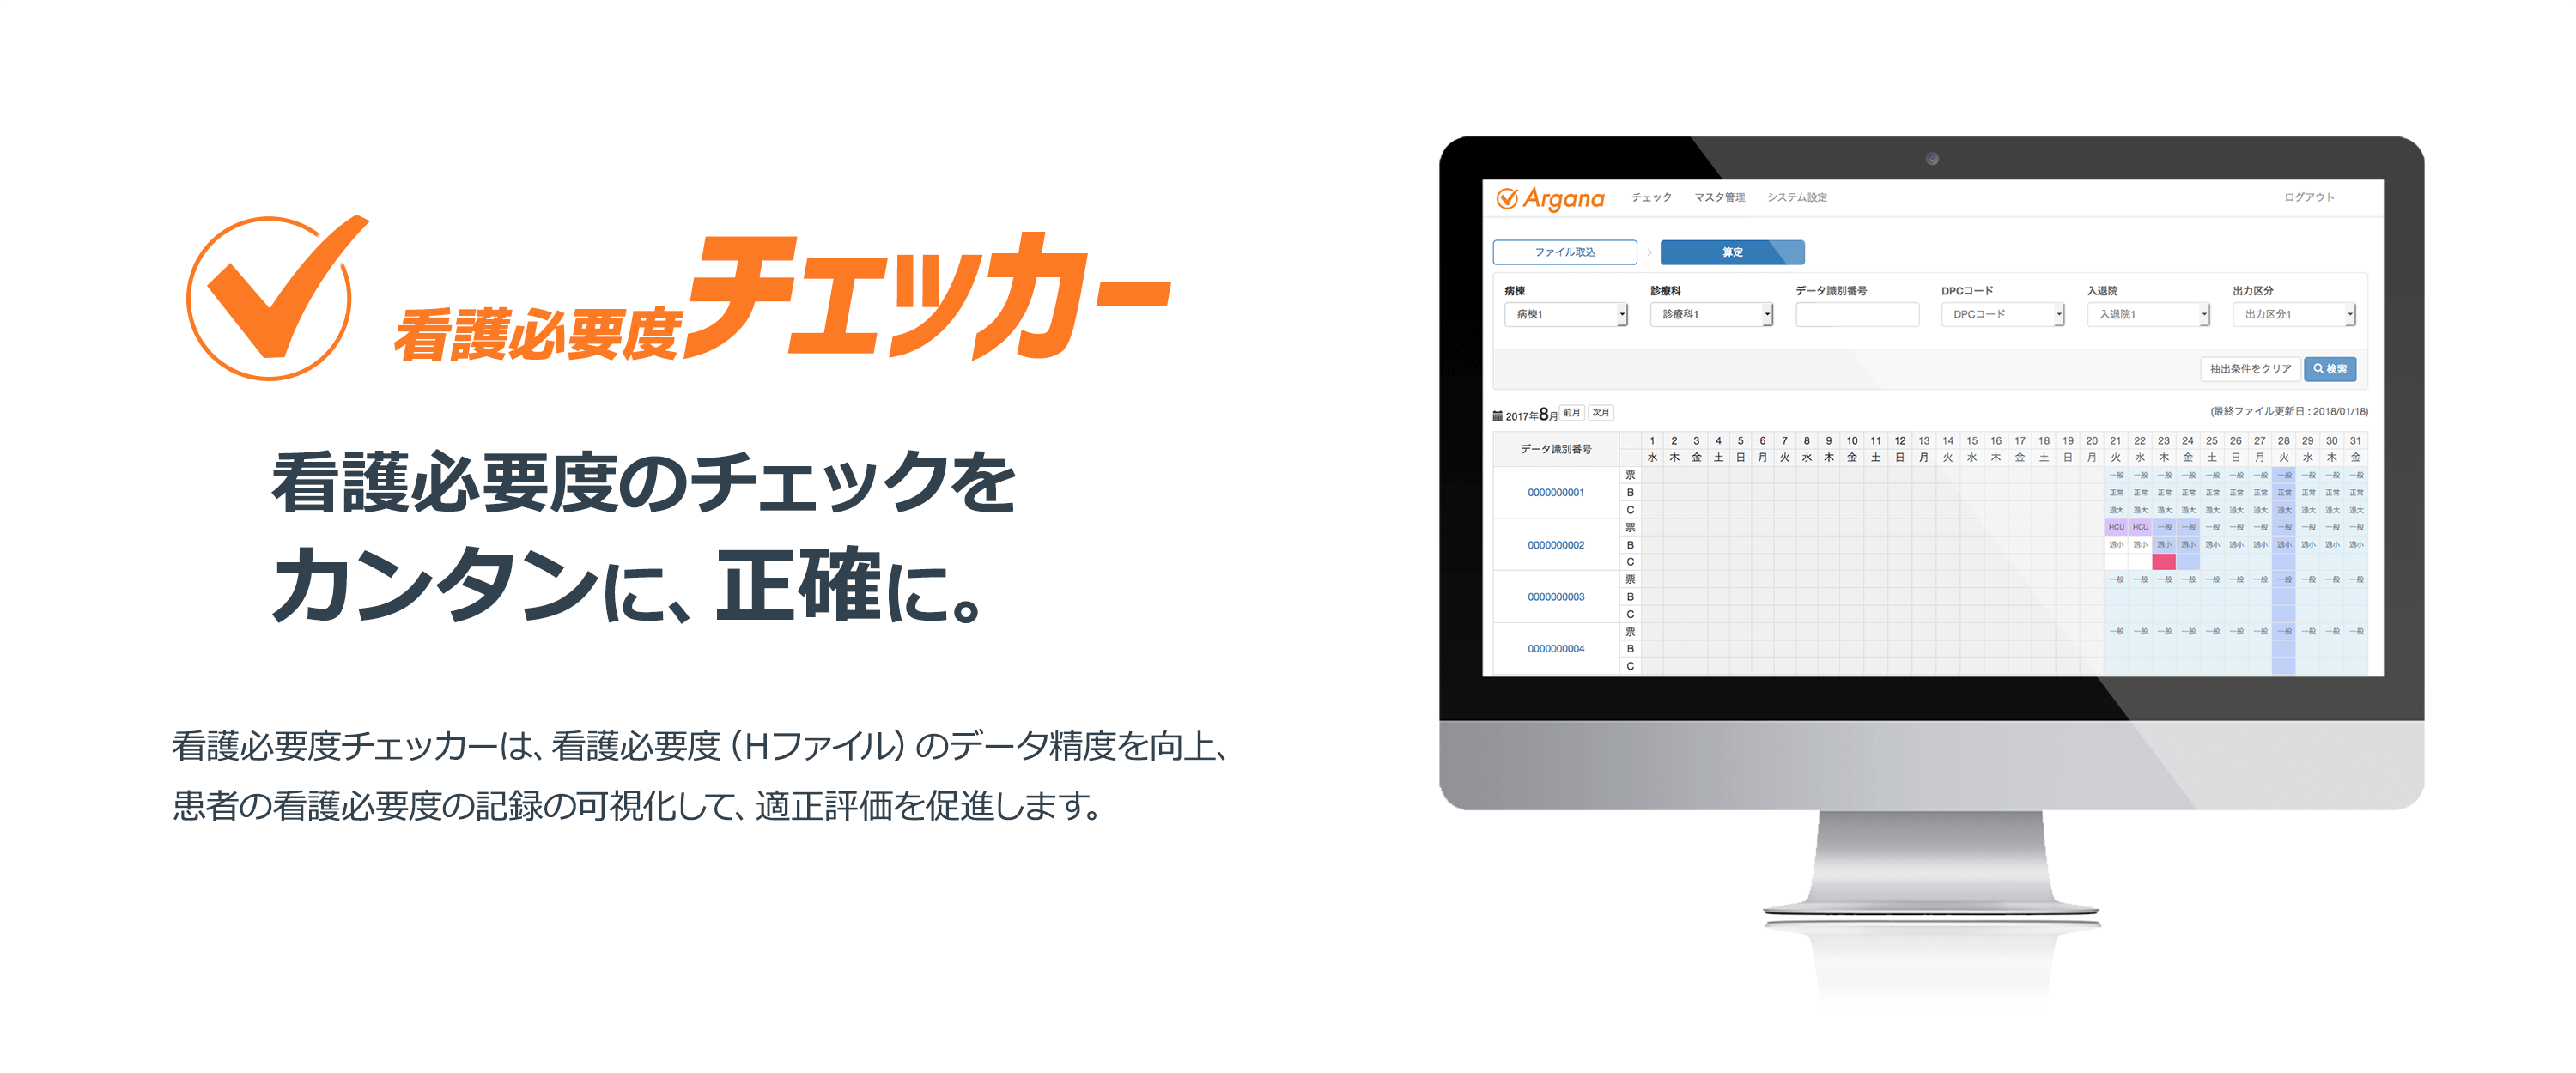 看護必要度チェッカー
看護必要度のチェックを
カンタンに、正確に。
看護必要度チェッカーは、看護必要度（Hファイル）のデータ精度を向上、
患者の看護必要度の記録の可視化して、適正評価を促進します。
Argana チェック マスタ管理 システム設定 ログアウト
ファイル取込 算定
病棟 診療科 データ識別番号 DPCコード 入退院 出力区分
病棟1 診療科1 DPCコード 入退院1 出力区分1
抽出条件をクリア 検索
2017年8月 前月 次月 (最終ファイル更新日 : 2018/01/18)
データ識別番号 1 2 3 4 5 6 7 8 9 10 11 12 13 14 15 16 17 18 19 20 21 22 23 24 25 26 27 28 29 30 31
水 木 金 土 日 月 火 水 木 金 土 日 月 火 水 木 金 土 日 月 火 水 木 金 土 日 月 火 水 木 金
0000000001
票 一般 一般 一般 一般 一般 一般 一般 一般 一般 一般 一般
B 正常 正常 正常 正常 正常 正常 正常 正常 正常 正常 正常
C 過大 過大 過大 過大 過大 過大 過大 過大 過大 過大 過大
0000000002
票 HCU HCU 一般 一般 一般 一般 一般 一般 一般 一般 一般
B 過小 過小 過小 過小 過小 過小 過小 過小 過小 過小 過小
C
0000000003
票 一般 一般 一般 一般 一般 一般 一般 一般 一般 一般 一般
B
C
0000000004
票 一般 一般 一般 一般 一般 一般 一般 一般 一般 一般 一般
B
C